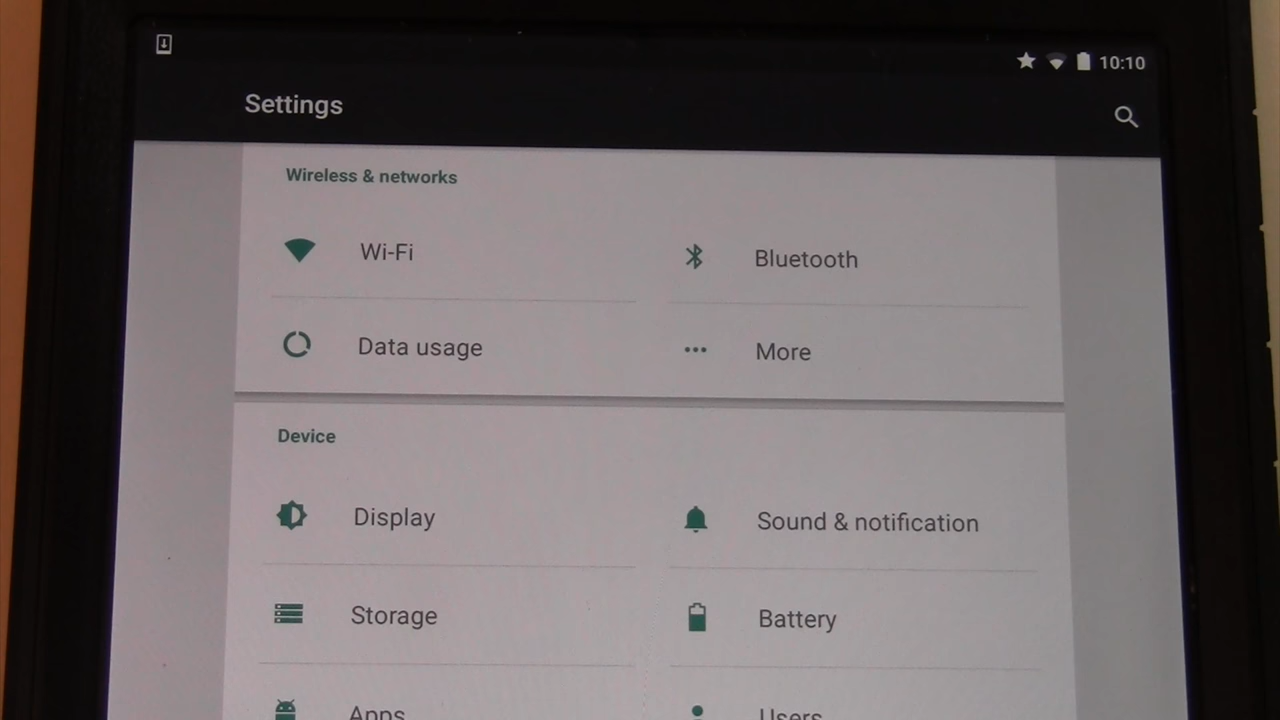 10:10
Settings
Wireless & networks
Wi-Fi
Bluetooth
Data usage
More
Device
Display
Sound & notification
Storage
Battery
Apps
Users